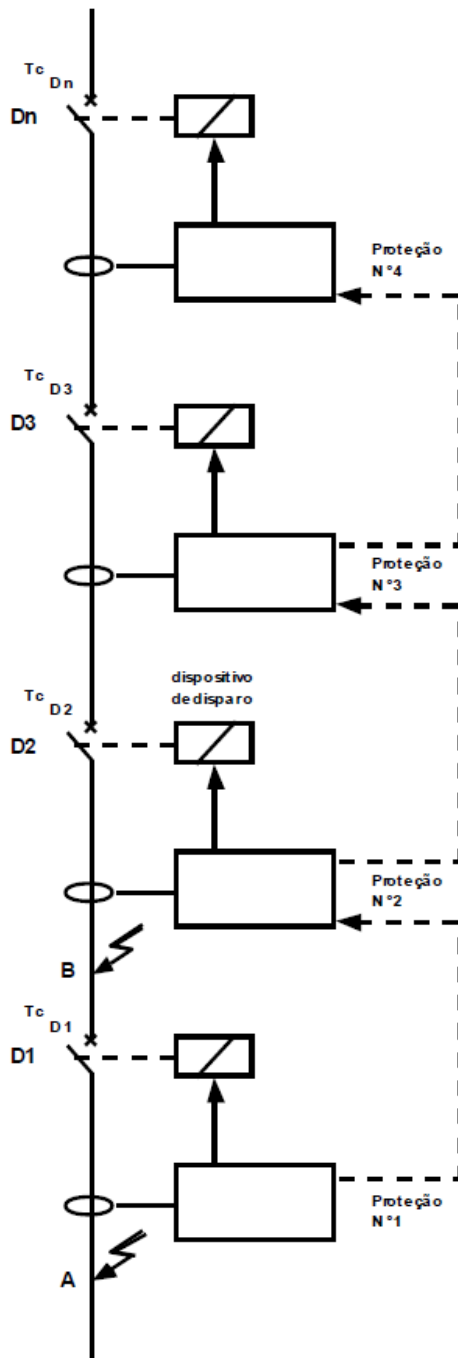 Tc
Dn
Dn
Proteção
N°4
Tc
D3
D3
Proteção
N°3
dispositivo
de disparo
Tc
D2
D2
Proteção
N°2
B
Tc
D1
D1
Proteção
N°1
A